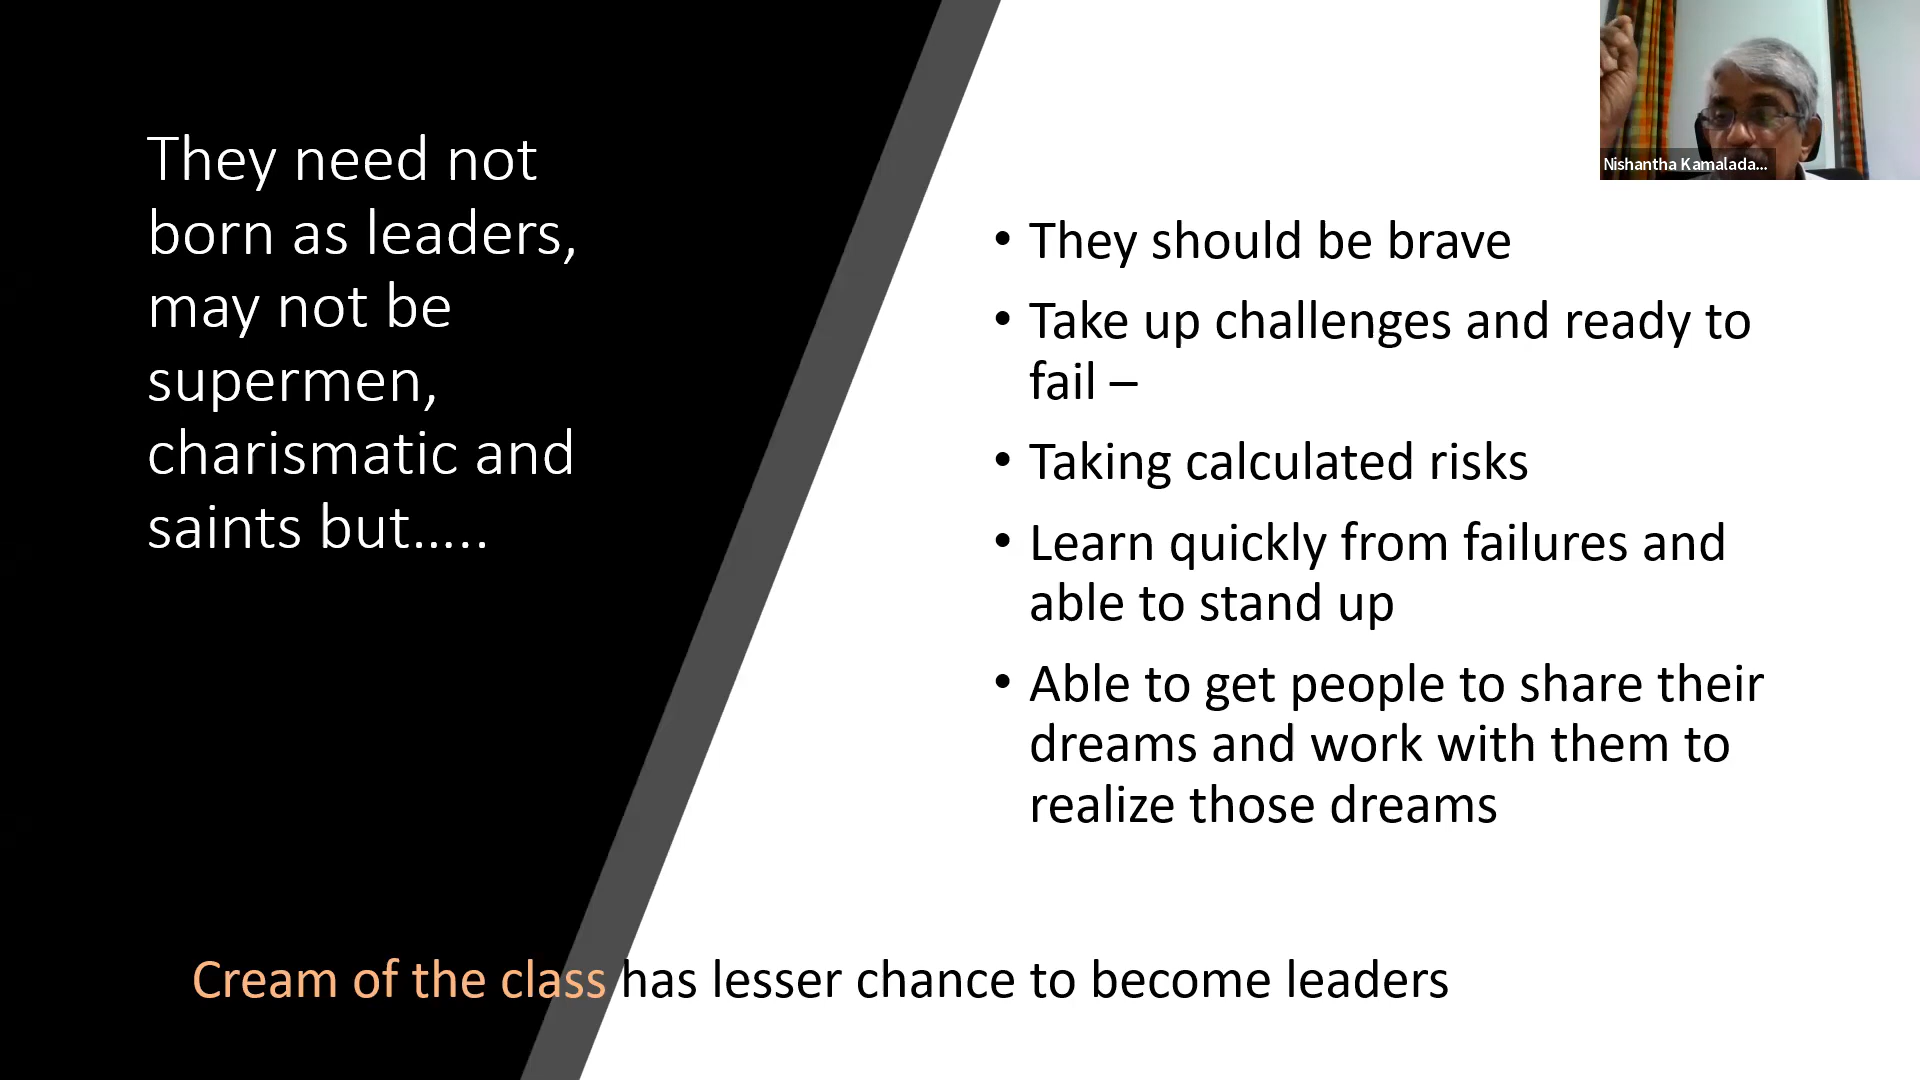 They need not
born as leaders,
may not be
supermen,
charismatic and
saints but…..
Nishantha Kamalada...
• They should be brave
• Take up challenges and ready to
fail –
• Taking calculated risks
• Learn quickly from failures and
able to stand up
• Able to get people to share their
dreams and work with them to
realize those dreams
Cream of the class has lesser chance to become leaders